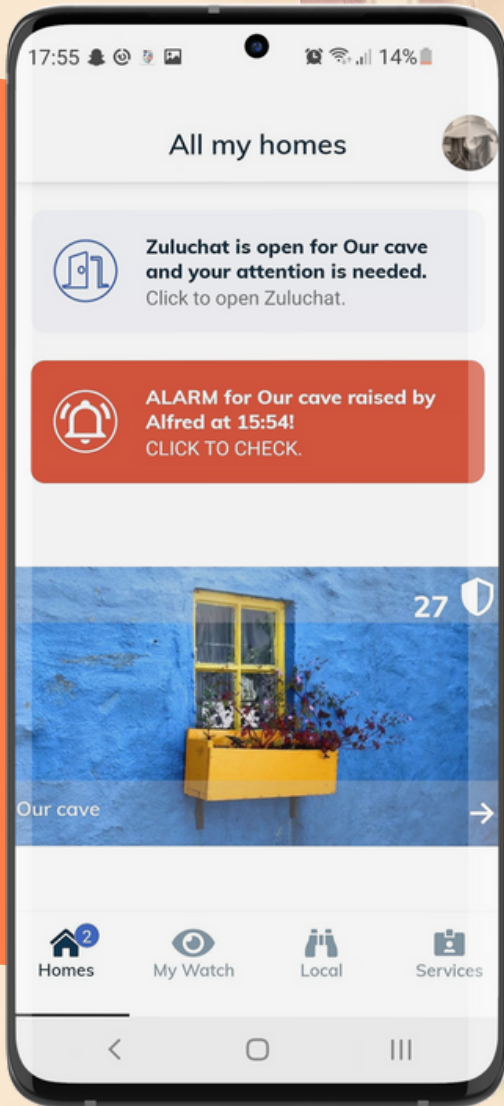 17:55
14%
All my homes
Zuluchat is open for Our cave
and your attention is needed.
Click to open Zuluchat.
ALARM for Our cave raised by
Alfred at 15:54!
CLICK TO CHECK.
27
Our cave
2
Homes
My Watch
Local
Services